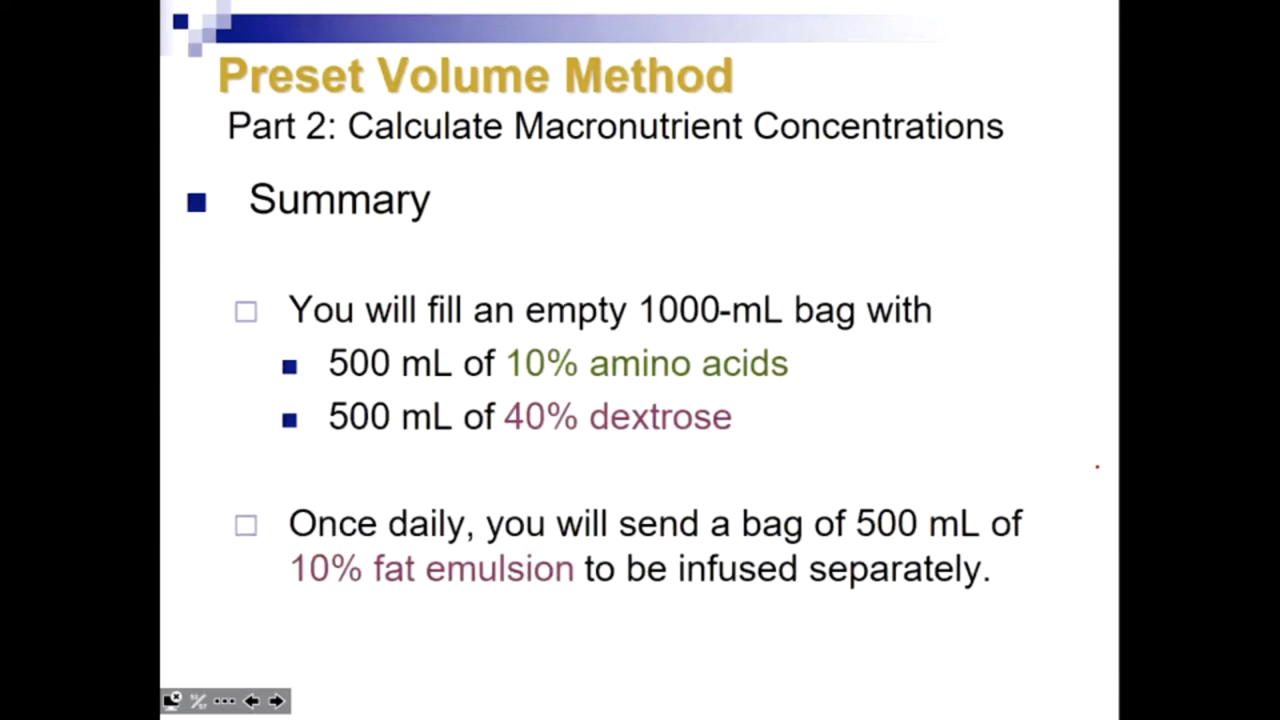 Preset Volume Method
Part 2: Calculate Macronutrient Concentrations
Summary
You will fill an empty 1000-mL bag with
500 mL of 10% amino acids
500 mL of 40% dextrose
Once daily, you will send a bag of 500 mL of
10% fat emulsion to be infused separately.